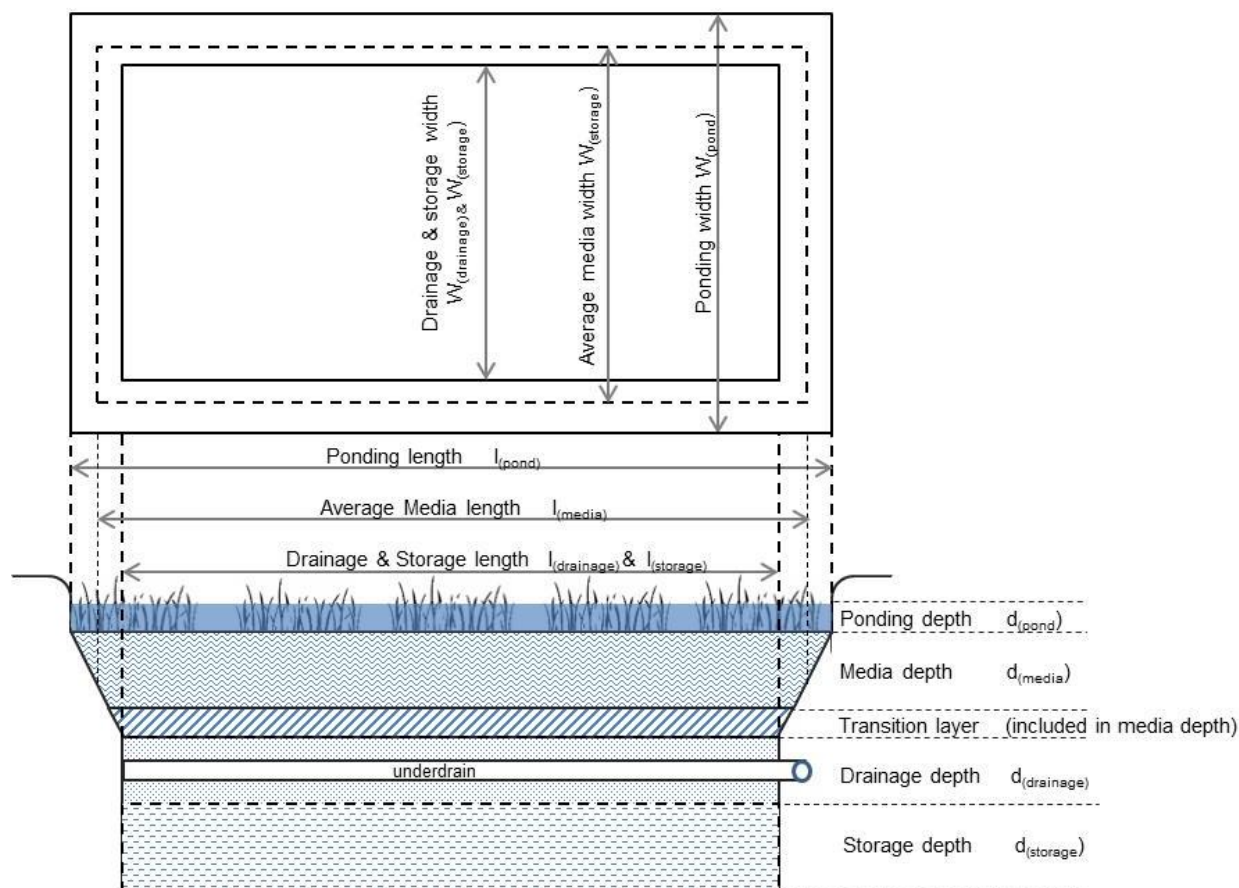 Drainage & storage width
W(drainage)& W(storage)
Average media width W(storage)
Ponding width W(pond)
Ponding length l(pond)
Average Media length l(media)
Drainage & Storage length l(drainage) & l(storage)
Ponding depth d(pond)
Media depth d(media)
Transition layer (included in media depth)
underdrain
Drainage depth d(drainage)
Storage depth d(storage)